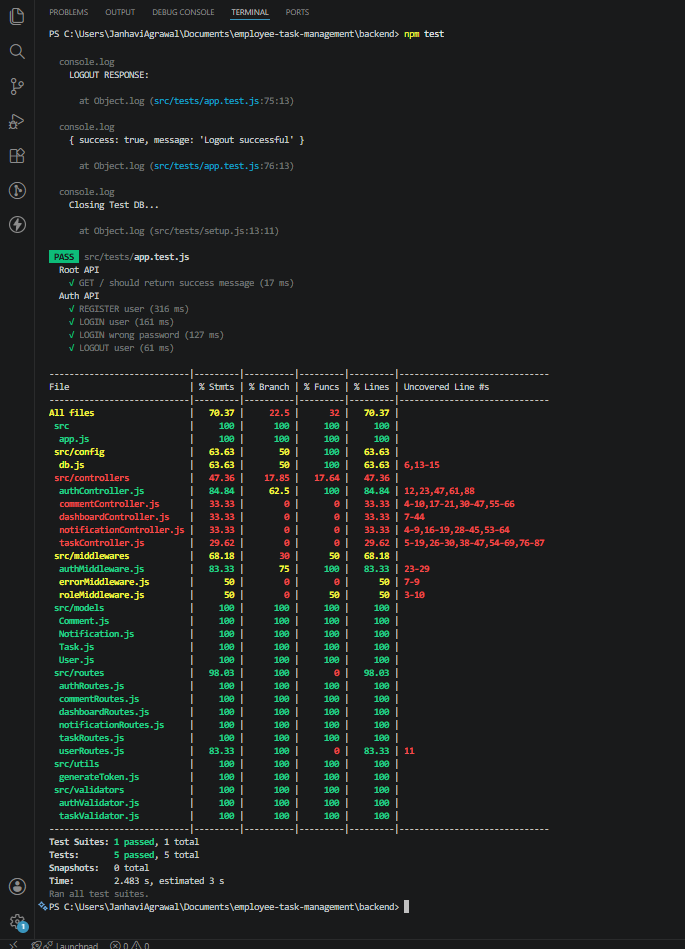 PROBLEMS OUTPUT DEBUG CONSOLE TERMINAL PORTS
PS C:\Users\JanhaviAgrawal\Documents\employee-task-management\backend> npm test
console.log
LOGOUT RESPONSE:
at Object.log (src/tests/app.test.js:75:13)
console.log
{ success: true, message: 'Logout successful' }
at Object.log (src/tests/app.test.js:76:13)
console.log
Closing Test DB...
at Object.log (src/tests/setup.js:13:11)
PASS src/tests/app.test.js
Root API
√ GET / should return success message (17 ms)
Auth API
√ REGISTER user (316 ms)
√ LOGIN user (161 ms)
√ LOGIN wrong password (127 ms)
√ LOGOUT user (61 ms)
---------------------------|---------|----------|---------|---------|------------------------------
File | % Stmts | % Branch | % Funcs | % Lines | Uncovered Line #s
---------------------------|---------|----------|---------|---------|------------------------------
All files | 70.37 | 22.5 | 32 | 70.37 |
src | 100 | 100 | 100 | 100 |
app.js | 100 | 100 | 100 | 100 |
src/config | 63.63 | 50 | 100 | 63.63 |
db.js | 63.63 | 50 | 100 | 63.63 | 6,13-15
src/controllers | 47.36 | 17.85 | 17.64 | 47.36 |
authController.js | 84.84 | 62.5 | 100 | 84.84 | 12,23,47,61,88
commentController.js | 33.33 | 0 | 0 | 33.33 | 4-10,17-21,30-47,55-66
dashboardController.js | 33.33 | 0 | 0 | 33.33 | 7-44
notificationController.js | 33.33 | 0 | 0 | 33.33 | 4-9,16-19,28-45,53-64
taskController.js | 29.62 | 0 | 0 | 29.62 | 5-19,26-30,38-47,54-69,76-87
src/middlewares | 68.18 | 30 | 50 | 68.18 |
authMiddleware.js | 83.33 | 75 | 100 | 83.33 | 23-29
errorMiddleware.js | 50 | 0 | 0 | 50 | 7-9
roleMiddleware.js | 50 | 0 | 50 | 50 | 3-10
src/models | 100 | 100 | 100 | 100 |
Comment.js | 100 | 100 | 100 | 100 |
Notification.js | 100 | 100 | 100 | 100 |
Task.js | 100 | 100 | 100 | 100 |
User.js | 100 | 100 | 100 | 100 |
src/routes | 98.03 | 100 | 0 | 98.03 |
authRoutes.js | 100 | 100 | 100 | 100 |
commentRoutes.js | 100 | 100 | 100 | 100 |
dashboardRoutes.js | 100 | 100 | 100 | 100 |
notificationRoutes.js | 100 | 100 | 100 | 100 |
taskRoutes.js | 100 | 100 | 100 | 100 |
userRoutes.js | 83.33 | 100 | 0 | 83.33 | 11
src/utils | 100 | 100 | 100 | 100 |
generateToken.js | 100 | 100 | 100 | 100 |
src/validators | 100 | 100 | 100 | 100 |
authValidator.js | 100 | 100 | 100 | 100 |
taskValidator.js | 100 | 100 | 100 | 100 |
---------------------------|---------|----------|---------|---------|------------------------------
Test Suites: 1 passed, 1 total
Tests: 5 passed, 5 total
Snapshots: 0 total
Time: 2.483 s, estimated 3 s
Ran all test suites.
PS C:\Users\JanhaviAgrawal\Documents\employee-task-management\backend>
1
Launchpad 0 0